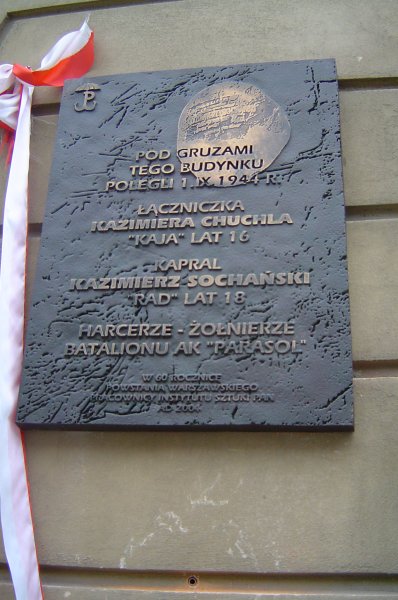 POD GRUZAMI
TEGO BUDYNKU
POLEGLI 1.IX.1944 R.
ŁĄCZNICZKA
KAZIMIERA CHUCHLA
"KAJA" LAT 16
KAPRAL
KAZIMIERZ SOCHAŃSKI
"RAD" LAT 18
HARCERZE - ŻOŁNIERZE
BATALIONU AK "PARASOL"
W 60 ROCZNICĘ
POWSTANIA WARSZAWSKIEGO
PRACOWNICY INSTYTUTU SZTUKI PAN
AD 2004